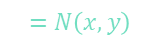 = N(x, y)